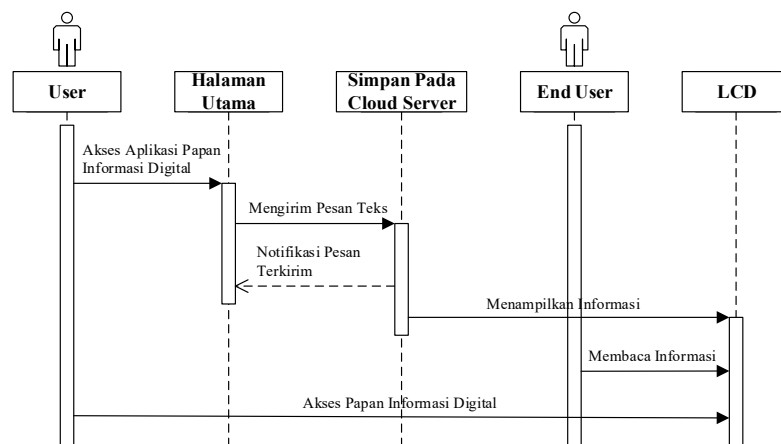 User
Halaman
Utama
Simpan Pada
Cloud Server
End User
LCD
Akses Aplikasi Papan
Informasi Digital
Mengirim Pesan Teks
Notifikasi Pesan
Terkirim
Menampilkan Informasi
Membaca Informasi
Akses Papan Informasi Digital